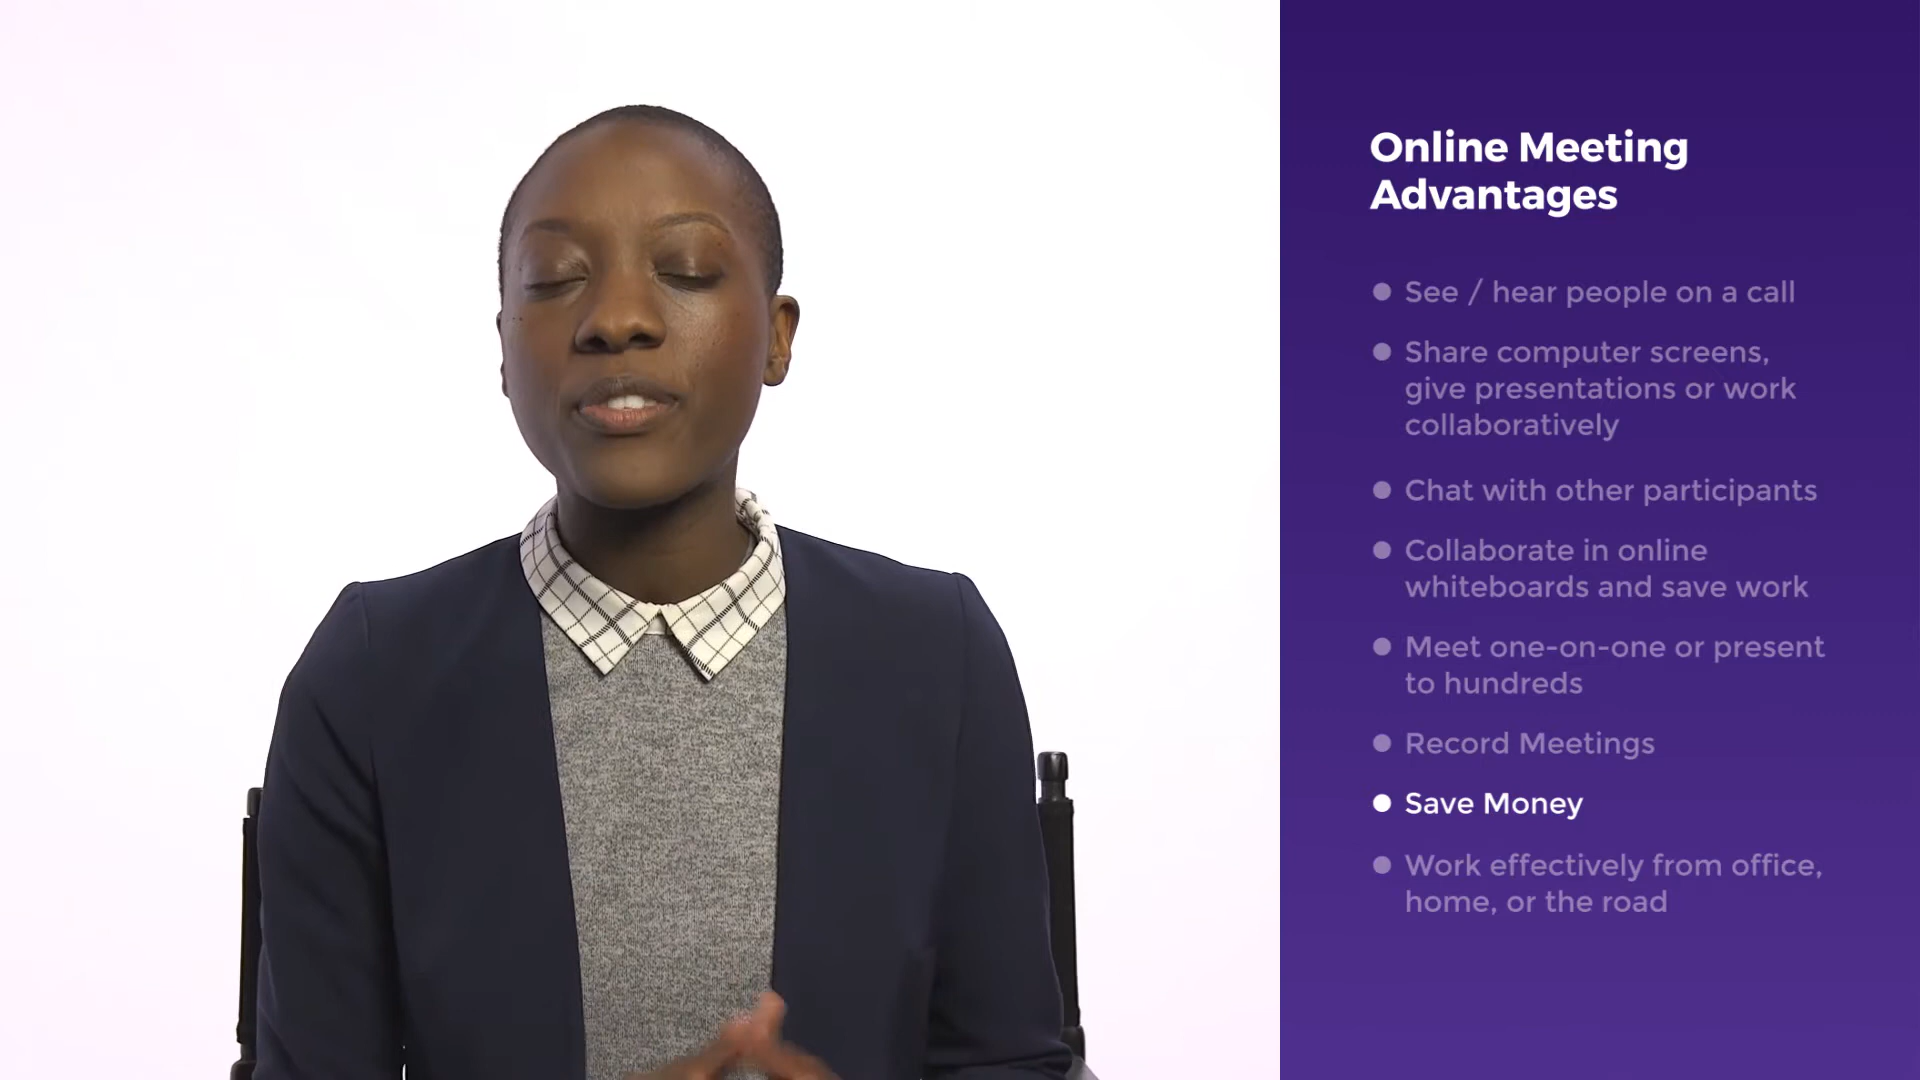 Online Meeting
Advantages
See / hear people on a call
Share computer screens,
give presentations or work
collaboratively
Chat with other participants
Collaborate in online
whiteboards and save work
Meet one-on-one or present
to hundreds
Record Meetings
Save Money
Work effectively from office,
home, or the road